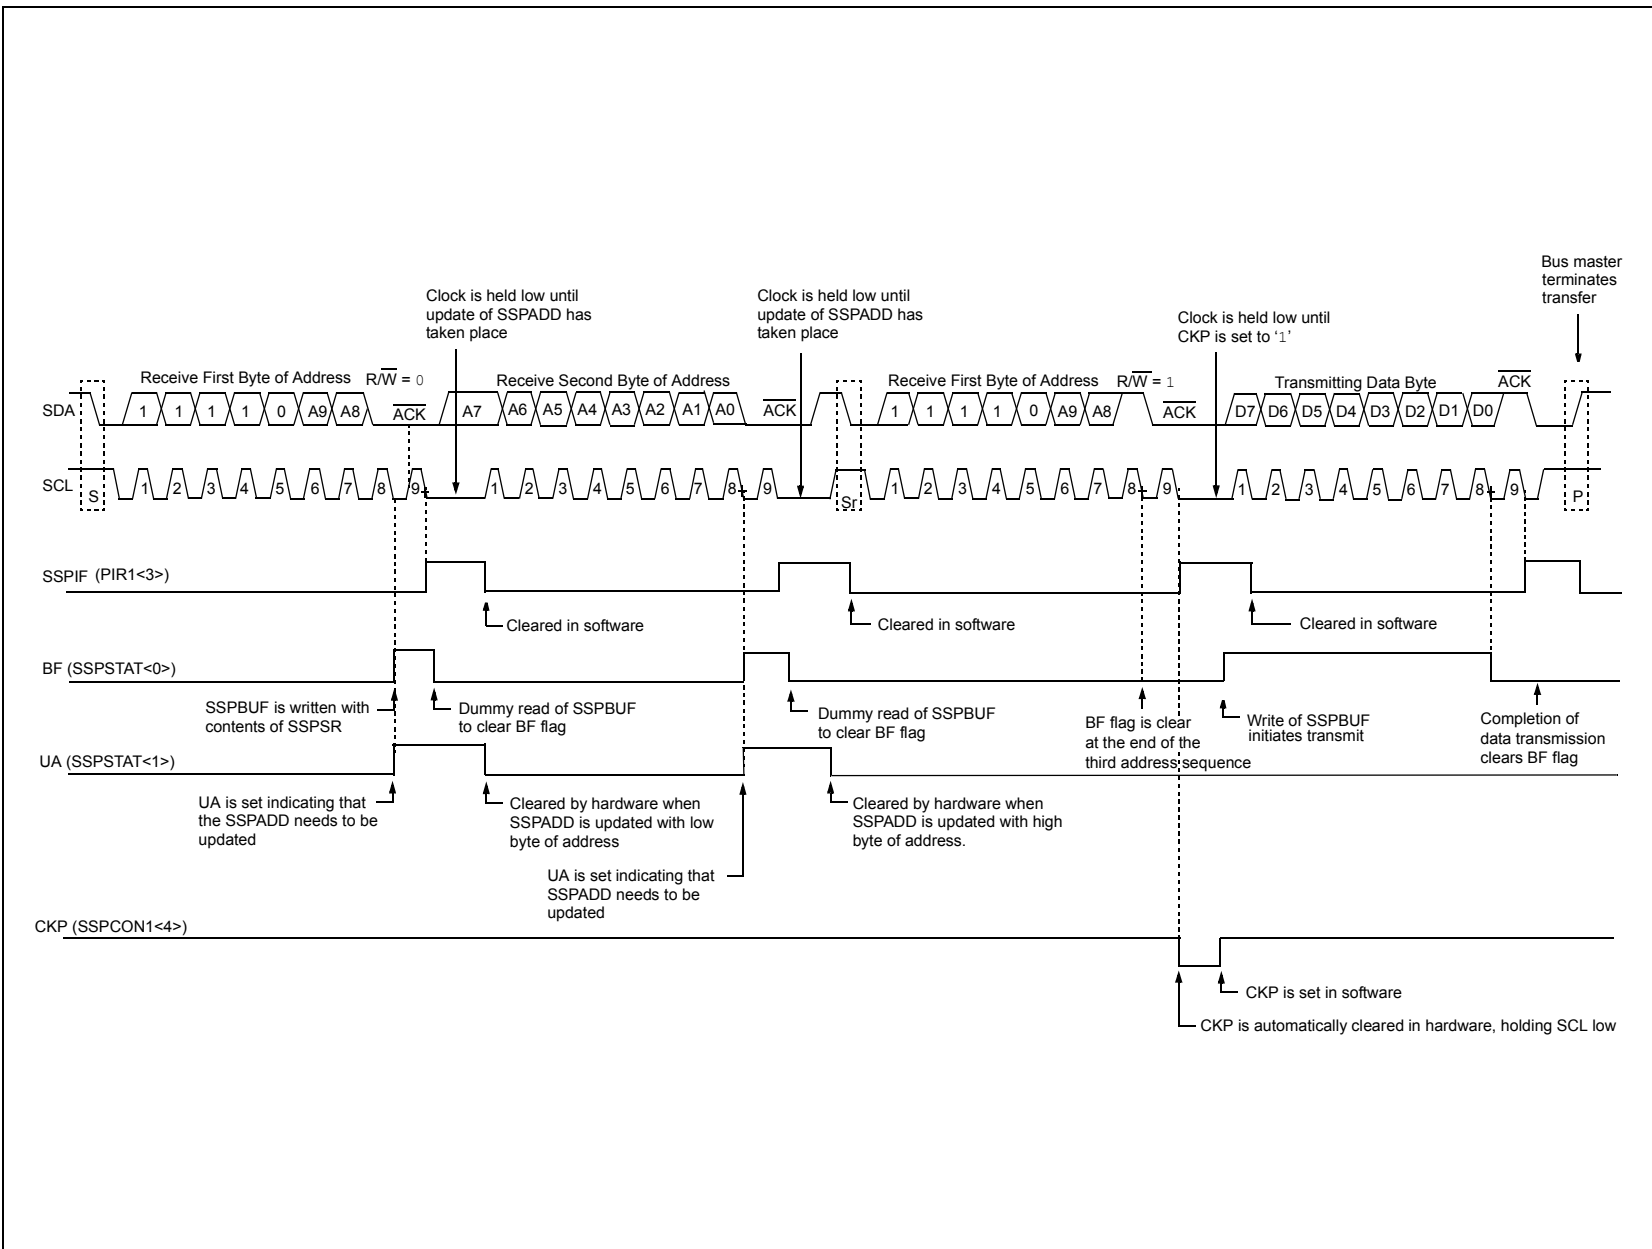 Bus master
terminates
transfer
Clock is held low until
update of SSPADD has
taken place
Clock is held low until
update of SSPADD has
taken place
Clock is held low until
CKP is set to ‘1’
Receive First Byte of Address R/W = 0
Receive Second Byte of Address
Receive First Byte of Address R/W = 1
Transmitting Data Byte
ACK
SDA
1 1 1 1 0 A9 A8 ACK
A7 A6 A5 A4 A3 A2 A1 A0 ACK
1 1 1 1 0 A9 A8 ACK
D7 D6 D5 D4 D3 D2 D1 D0
SCL
S
1 2 3 4 5 6 7 8 9
1 2 3 4 5 6 7 8 9
Sr
1 2 3 4 5 6 7 8 9
1 2 3 4 5 6 7 8 9
P
SSPIF (PIR1<3>)
Cleared in software
Cleared in software
Cleared in software
BF (SSPSTAT<0>)
SSPBUF is written with
contents of SSPSR
Dummy read of SSPBUF
to clear BF flag
Dummy read of SSPBUF
to clear BF flag
BF flag is clear
at the end of the
third address sequence
Write of SSPBUF
initiates transmit
Completion of
data transmission
clears BF flag
UA (SSPSTAT<1>)
UA is set indicating that
the SSPADD needs to be
updated
Cleared by hardware when
SSPADD is updated with low
byte of address
UA is set indicating that
SSPADD needs to be
updated
Cleared by hardware when
SSPADD is updated with high
byte of address.
CKP (SSPCON1<4>)
CKP is set in software
CKP is automatically cleared in hardware, holding SCL low